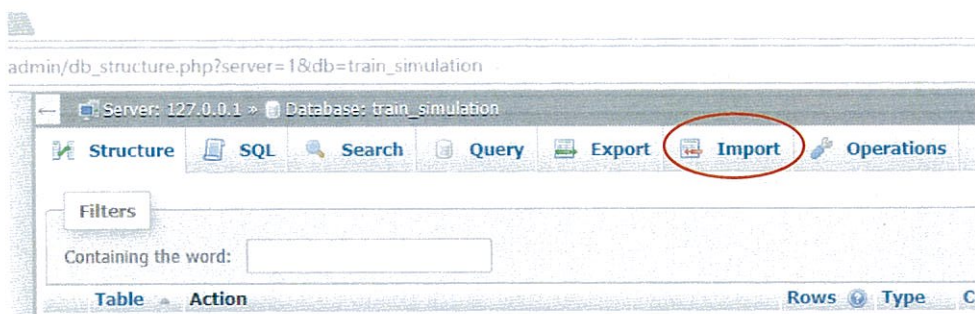 admin/db_structure.php?server=1&db=train_simulation
← Server: 127.0.0.1 » Database: train_simulation
Structure SQL Search Query Export Import Operations
Filters
Containing the word:
Table Action Rows Type C